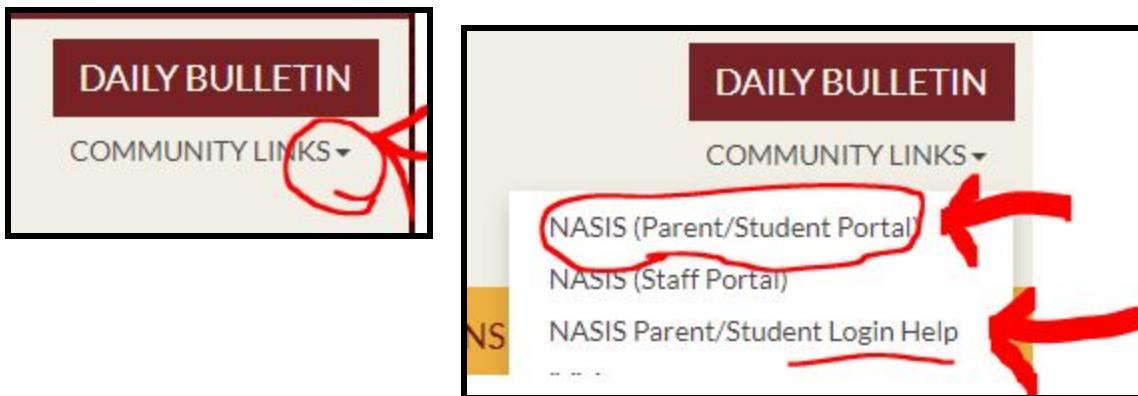 DAILY BULLETIN
COMMUNITY LINKS
DAILY BULLETIN
COMMUNITY LINKS
NASIS (Parent/Student Portal)
NASIS (Staff Portal)
NS
NASIS Parent/Student Login Help